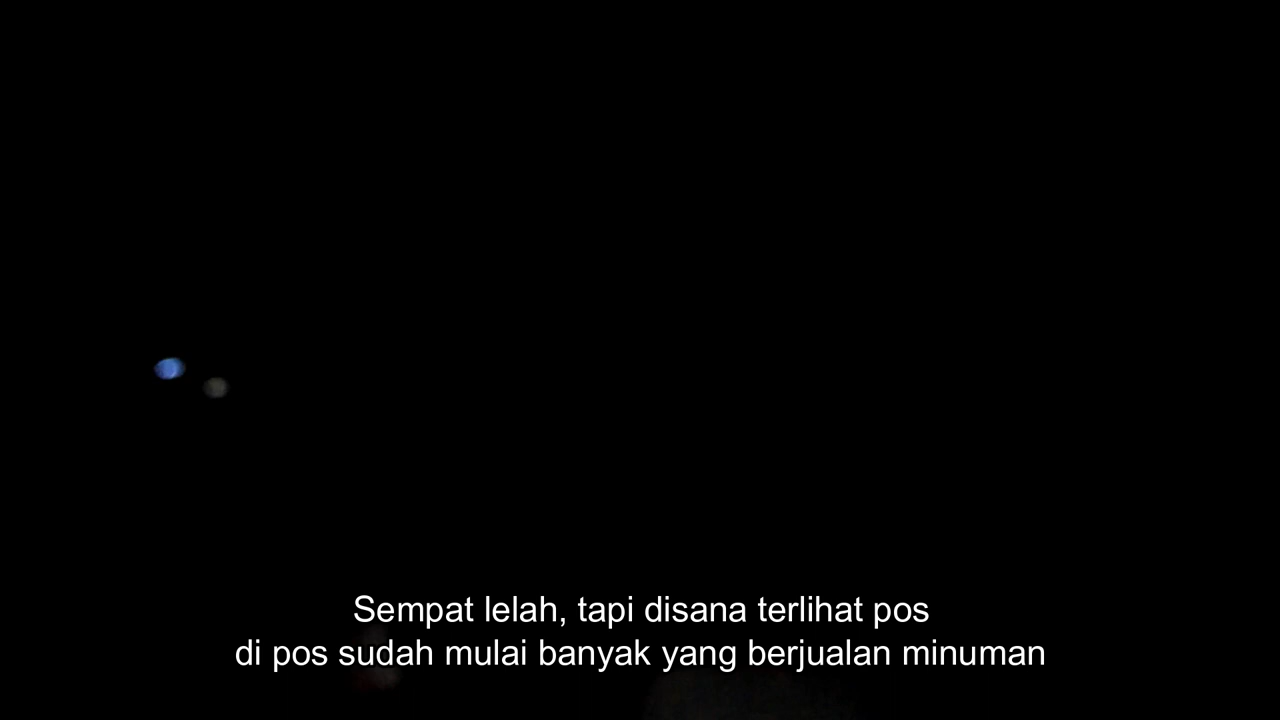 Sempat lelah, tapi disana terlihat pos
di pos sudah mulai banyak yang berjualan minuman